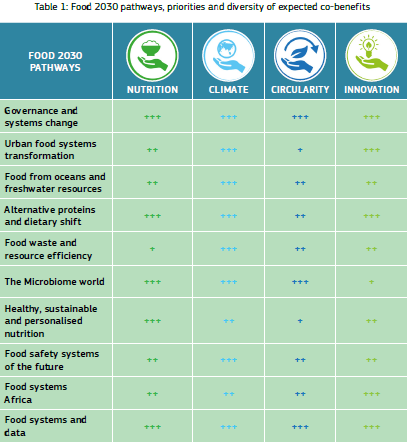 Table 1: Food 2030 pathways, priorities and diversity of expected co-benefits
FOOD 2030
PATHWAYS
NUTRITION
CLIMATE
CIRCULARITY
INNOVATION
Governance and
systems change
+++
+++
+++
+++
Urban food systems
transformation
++
+++
+
+++
Food from oceans and
freshwater resources
++
+++
++
++
Alternative proteins
and dietary shift
+++
+++
++
+++
Food waste and
resource efficiency
+
+++
++
++
The Microbiome world
+++
+++
+++
+
Healthy, sustainable
and personalised
nutrition
+++
++
+
++
Food safety systems
of the future
++
+++
++
++
Food systems
Africa
++
++
++
+++
Food systems and
data
+++
+++
+++
+++